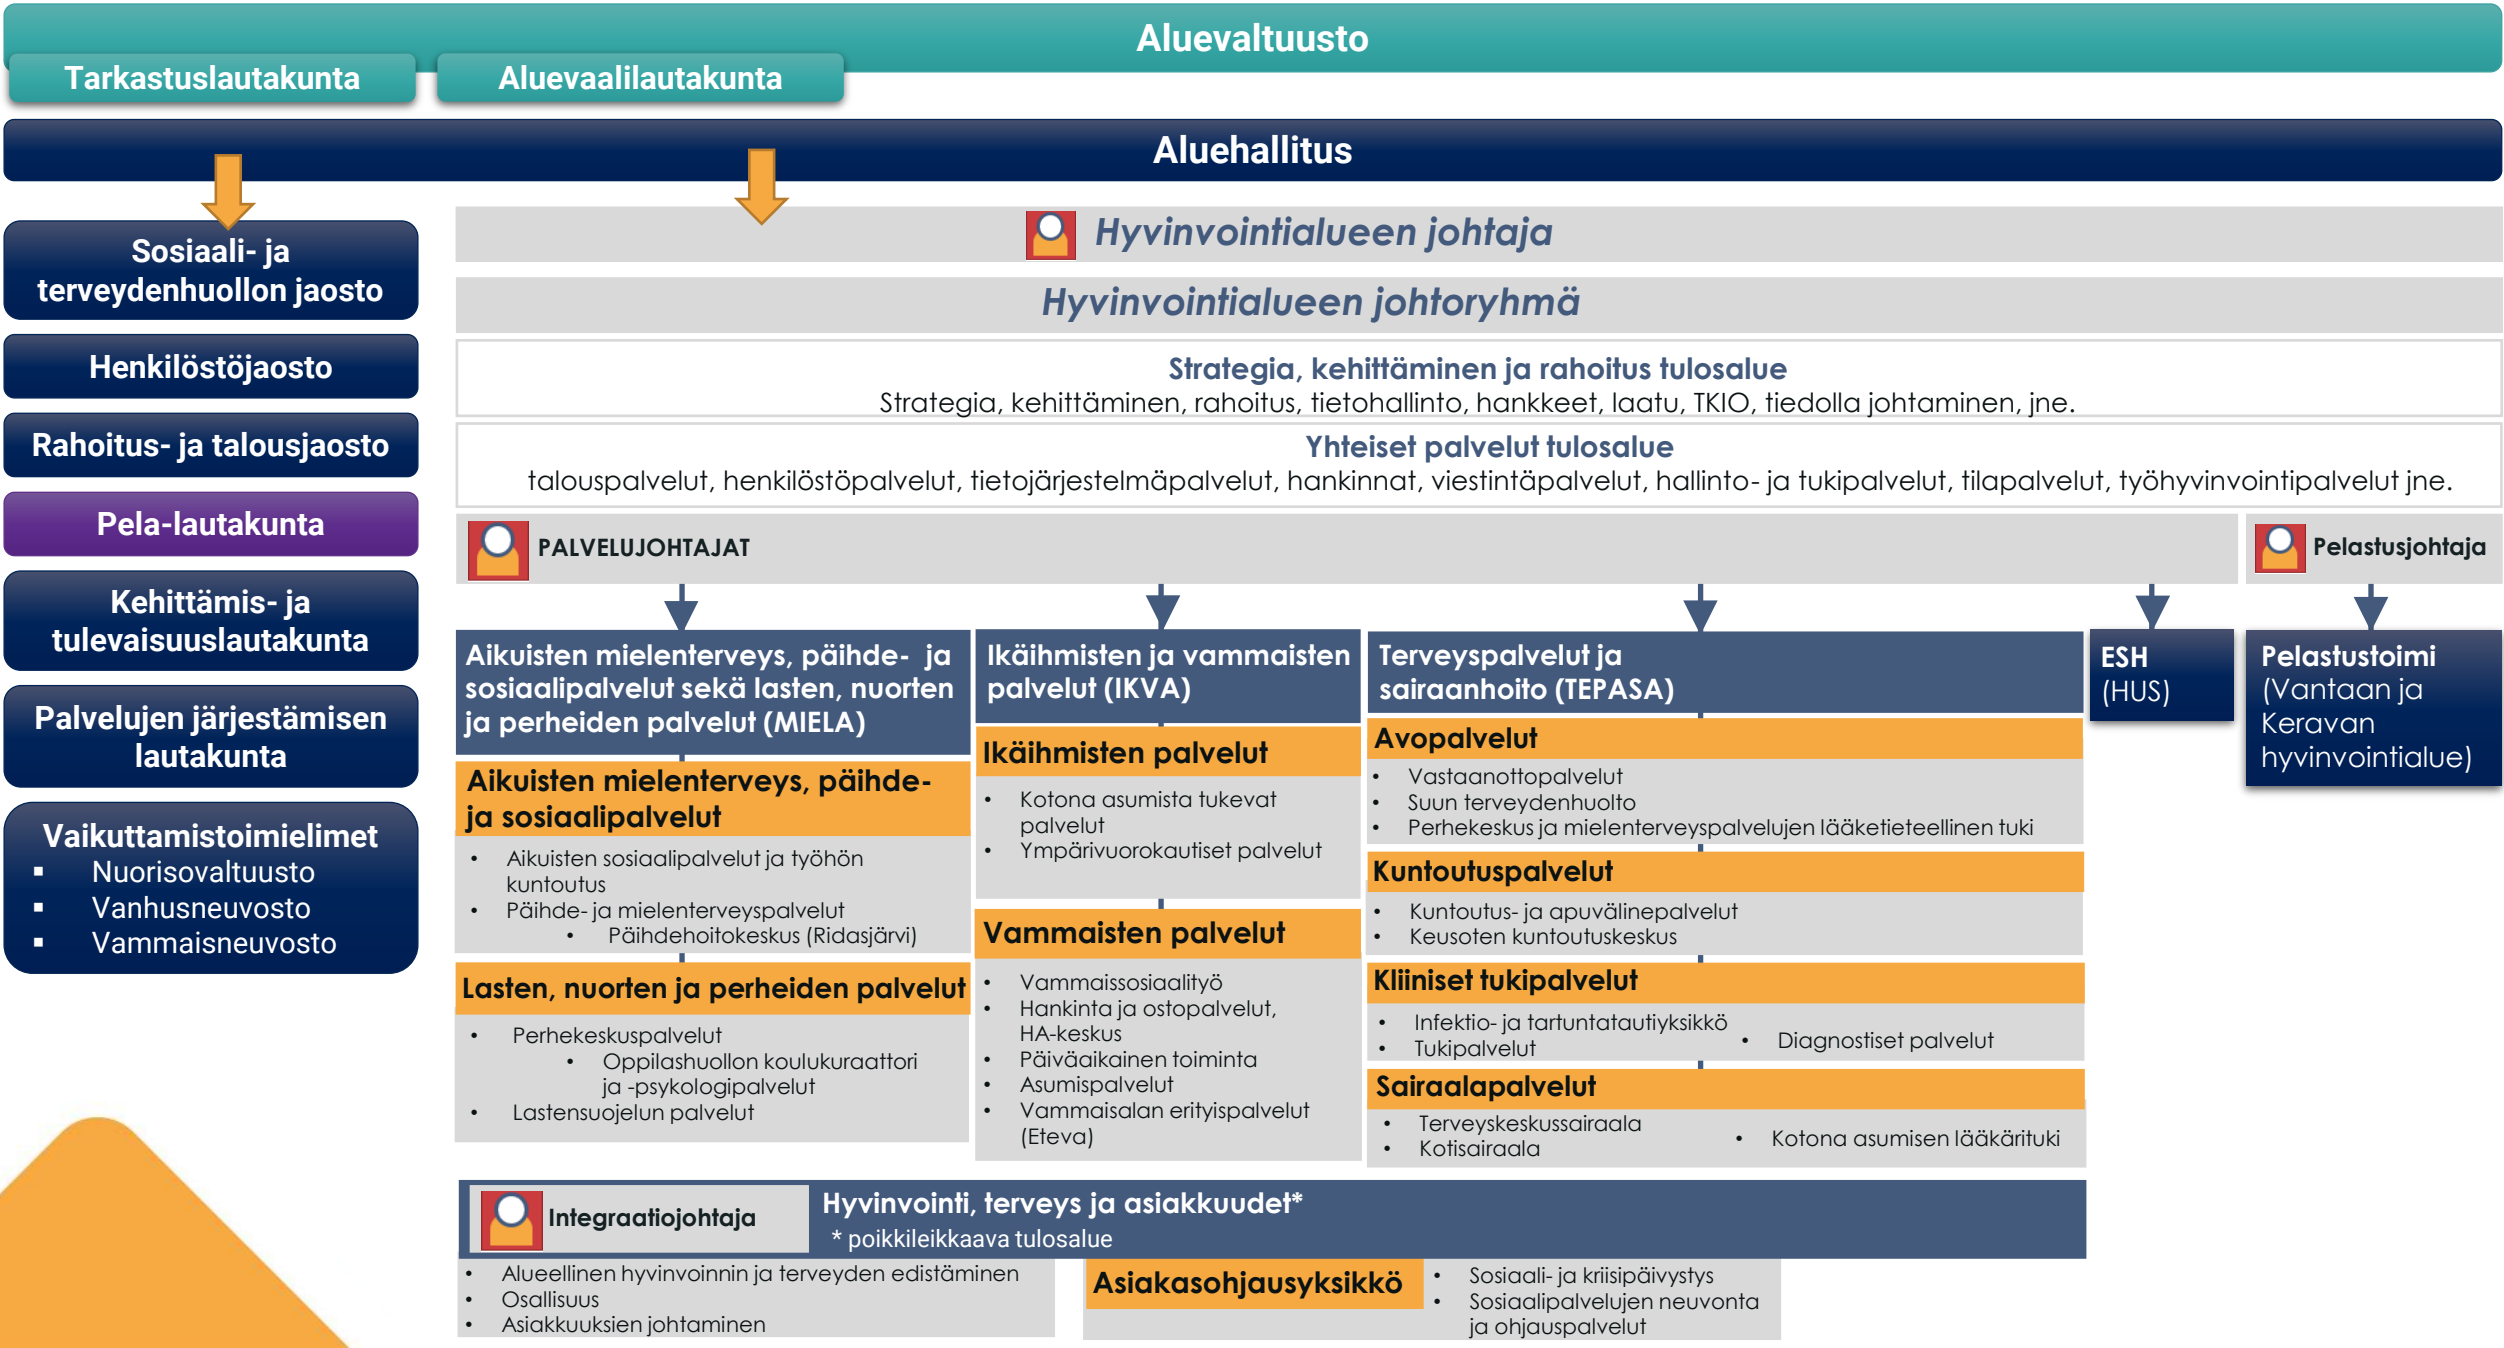 Aluevaltuusto
Tarkastuslautakunta
Aluevaalilautakunta
Aluehallitus
Sosiaali- ja
terveydenhuollon jaosto
Henkilöstöjaosto
Rahoitus- ja talousjaosto
Pela-lautakunta
Kehittämis- ja
tulevaisuuslautakunta
Palvelujen järjestämisen
lautakunta
Vaikuttamistoimielimet
▪ Nuorisovaltuusto
▪ Vanhusneuvosto
▪ Vammaisneuvosto
Hyvinvointialueen johtaja
Hyvinvointialueen johtoryhmä
Strategia, kehittäminen ja rahoitus tulosalue
Strategia, kehittäminen, rahoitus, tietohallinto, hankkeet, laatu, TKIO, tiedolla johtaminen, jne.
Yhteiset palvelut tulosalue
talouspalvelut, henkilöstöpalvelut, tietojärjestelmäpalvelut, hankinnat, viestintäpalvelut, hallinto- ja tukipalvelut, tilapalvelut, työhyvinvointipalvelut jne.
PALVELUJOHTAJAT
Pelastusjohtaja
Aikuisten mielenterveys, päihde- ja
sosiaalipalvelut sekä lasten, nuorten
ja perheiden palvelut (MIELA)
Aikuisten mielenterveys, päihde-
ja sosiaalipalvelut
• Aikuisten sosiaalipalvelut ja työhön
kuntoutus
• Päihde- ja mielenterveyspalvelut
• Päihdehoitokeskus (Ridasjärvi)
Lasten, nuorten ja perheiden palvelut
• Perhekeskuspalvelut
• Oppilashuollon koulukuraattori
ja -psykologipalvelut
• Lastensuojelun palvelut
Ikäihmisten ja vammaisten
palvelut (IKVA)
Ikäihmisten palvelut
• Kotona asumista tukevat
palvelut
• Ympärivuorokautiset palvelut
Vammaisten palvelut
• Vammaissosiaalityö
• Hankinta ja ostopalvelut,
HA-keskus
• Päiväaikainen toiminta
• Asumispalvelut
• Vammaisalan erityispalvelut
(Eteva)
Terveyspalvelut ja
sairaanhoito (TEPASA)
Avopalvelut
• Vastaanottopalvelut
• Suun terveydenhuolto
• Perhekeskus ja mielenterveyspalvelujen lääketieteellinen tuki
Kuntoutuspalvelut
• Kuntoutus- ja apuvälinepalvelut
• Keusoten kuntoutuskeskus
Kliiniset tukipalvelut
• Infektio- ja tartuntatautiyksikkö
• Tukipalvelut
• Diagnostiset palvelut
Sairaalapalvelut
• Terveyskeskussairaala
• Kotisairaala
• Kotona asumisen lääkärituki
ESH
(HUS)
Pelastustoimi
(Vantaan ja
Keravan
hyvinvointialue)
Integraatiojohtaja
Hyvinvointi, terveys ja asiakkuudet*
* poikkileikkaava tulosalue
• Alueellinen hyvinvoinnin ja terveyden edistäminen
• Osallisuus
• Asiakkuuksien johtaminen
Asiakasohjausyksikkö
• Sosiaali- ja kriisipäivystys
• Sosiaalipalvelujen neuvonta
ja ohjauspalvelut